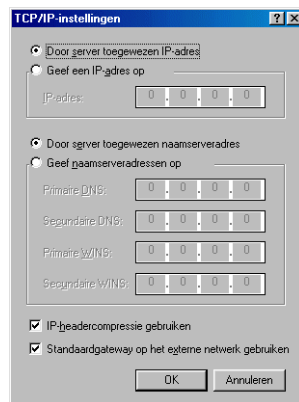 TCP/IP-instellingen
Door server toegewezen IP-adres
Geef een IP-adres op
IP-adres: 0 . 0 . 0 . 0
Door server toegewezen naamserveradres
Geef naamserveradressen op
Primaire DNS: 0 . 0 . 0 . 0
Secundaire DNS: 0 . 0 . 0 . 0
Primaire WINS: 0 . 0 . 0 . 0
Secundaire WINS: 0 . 0 . 0 . 0
IP-headercompressie gebruiken
Standaardgateway op het externe netwerk gebruiken
OK Annuleren